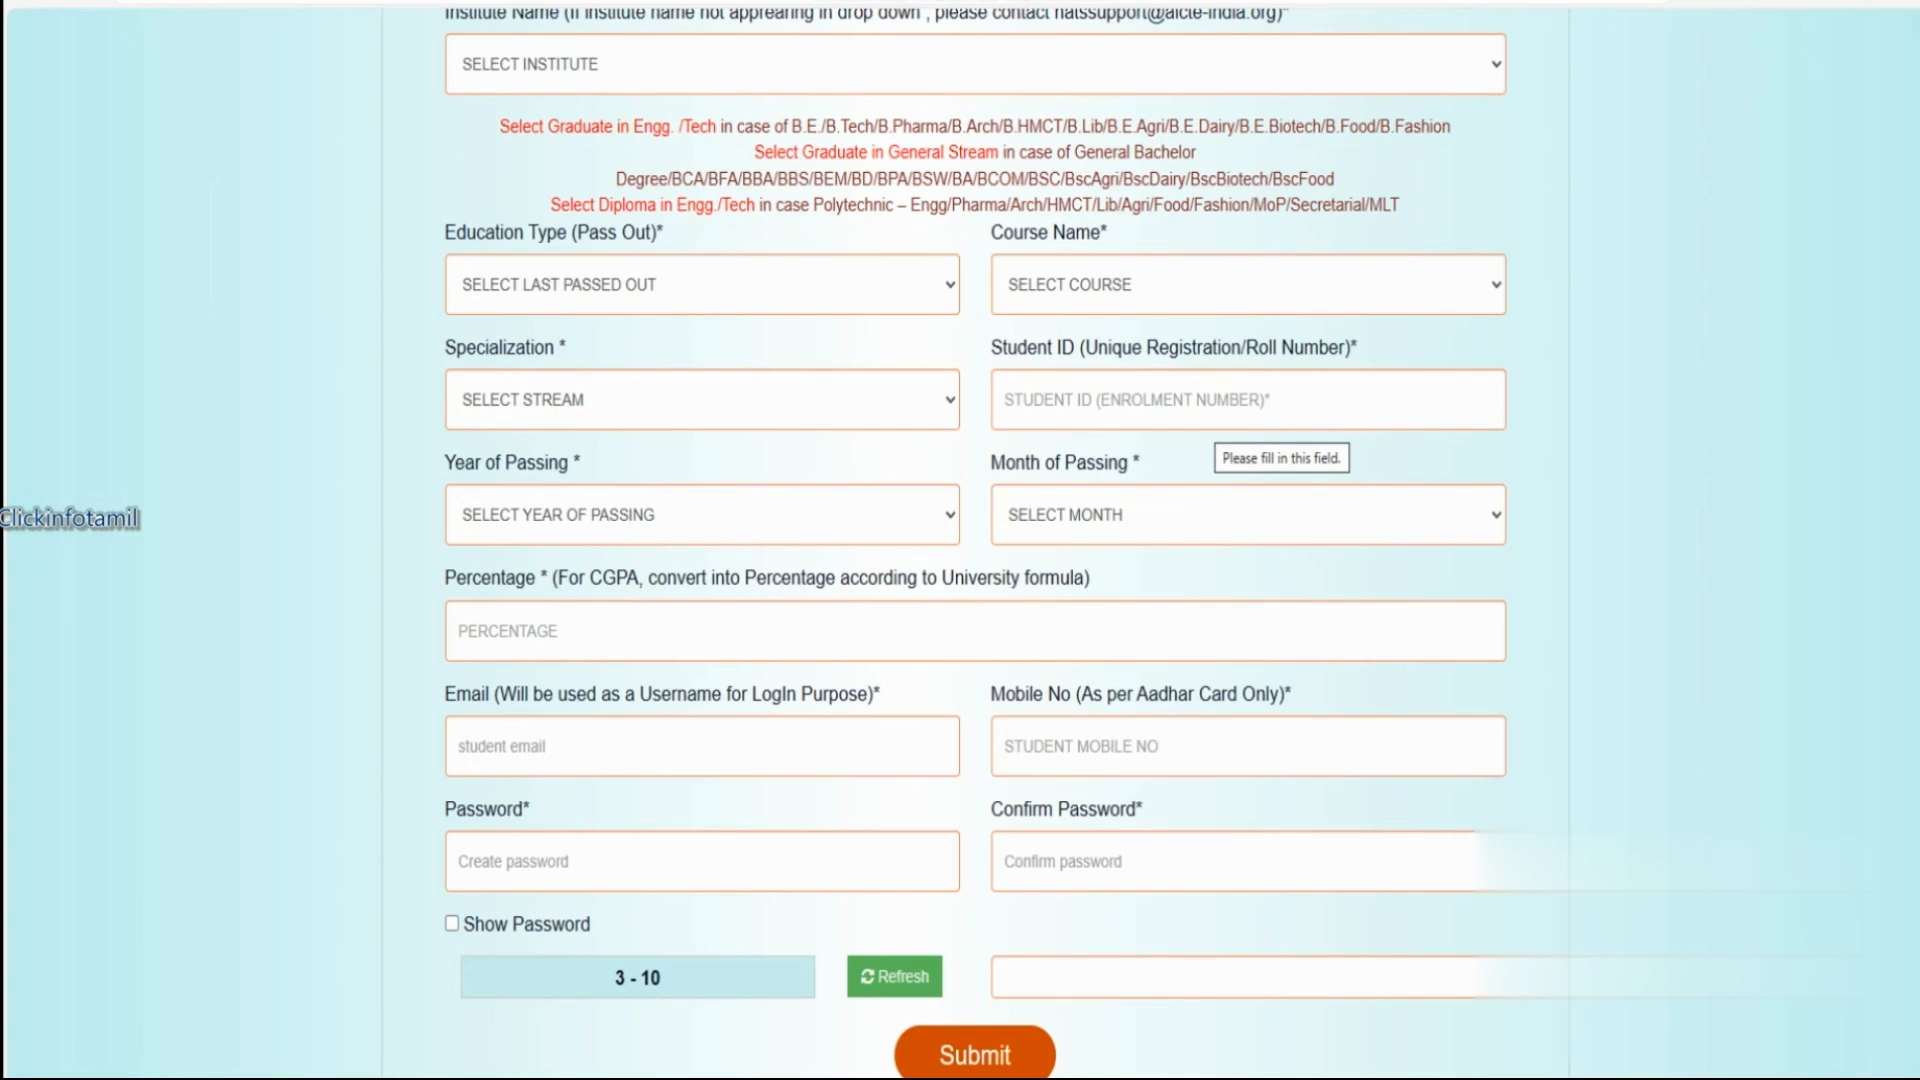 Institute Name (If institute name not apprearing in drop down , please contact natssupport@aicte-india.org)*
SELECT INSTITUTE
Select Graduate in Engg. /Tech in case of B.E./B.Tech/B.Pharma/B.Arch/B.HMCT/B.Lib/B.E.Agri/B.E.Dairy/B.E.Biotech/B.Food/B.Fashion
Select Graduate in General Stream in case of General Bachelor
Degree/BCA/BFA/BBA/BBS/BEM/BD/BPA/BSW/BA/BCOM/BSC/BscAgri/BscDairy/BscBiotech/BscFood
Select Diploma in Engg./Tech in case Polytechnic – Engg/Pharma/Arch/HMCT/Lib/Agri/Food/Fashion/MoP/Secretarial/MLT
Education Type (Pass Out)*
Course Name*
SELECT LAST PASSED OUT
SELECT COURSE
Specialization *
Student ID (Unique Registration/Roll Number)*
SELECT STREAM
STUDENT ID (ENROLMENT NUMBER)*
Year of Passing *
Month of Passing *
Please fill in this field.
SELECT YEAR OF PASSING
SELECT MONTH
Clickinfotamil
Percentage * (For CGPA, convert into Percentage according to University formula)
PERCENTAGE
Email (Will be used as a Username for LogIn Purpose)*
Mobile No (As per Aadhar Card Only)*
student email
STUDENT MOBILE NO
Password*
Confirm Password*
Create password
Confirm password
Show Password
3 - 10
Refresh
Submit